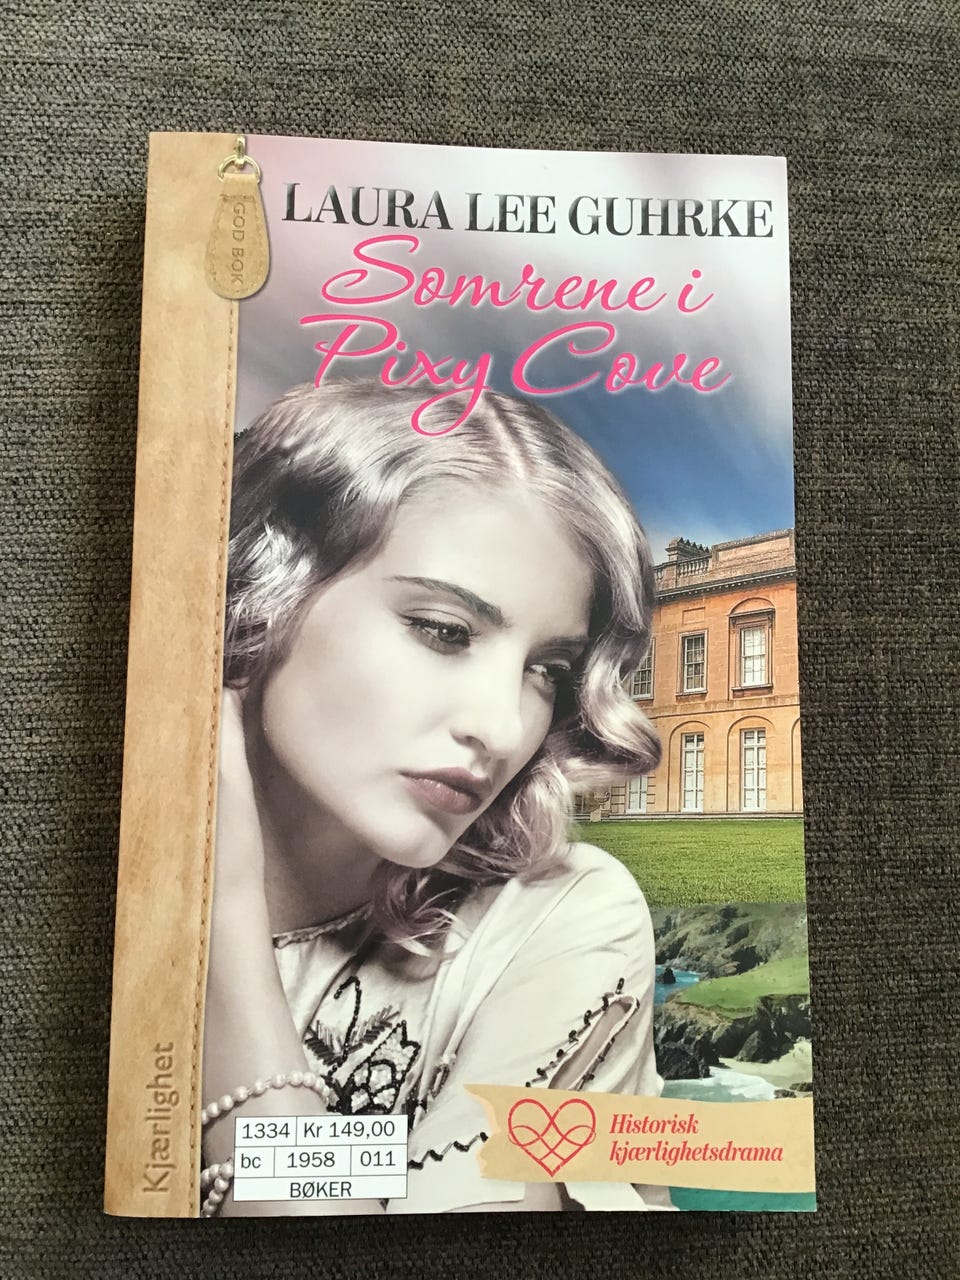 LAURA LEE GUHRKE
Somrene i
Pixy Cove
GOD BOK
Kjærlighet
1334 Kr 149,00
bc 1958 011
BØKER
Historisk
kjærlighetsdrama